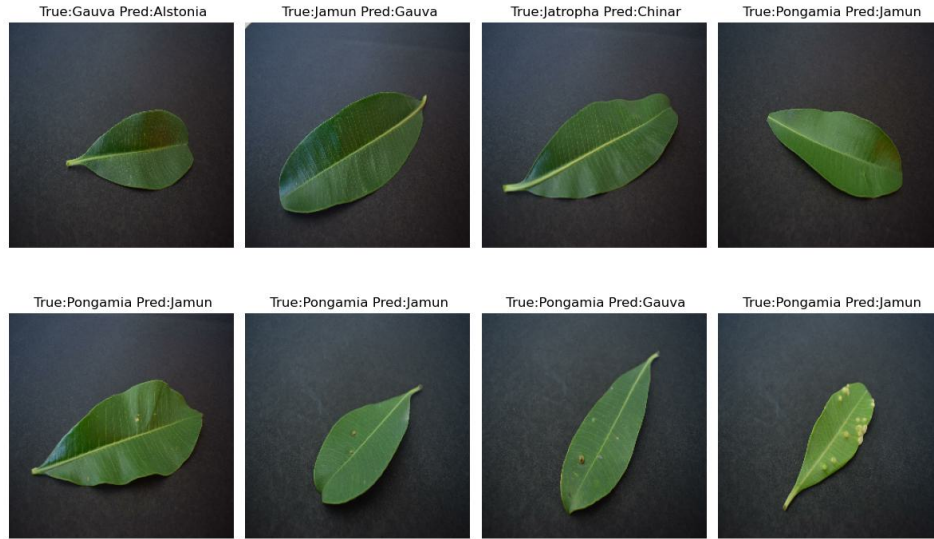 True:Gauva Pred:Alstonia
True:Jamun Pred:Gauva
True:Jatropha Pred:Chinar
True:Pongamia Pred:Jamun
True:Pongamia Pred:Jamun
True:Pongamia Pred:Jamun
True:Pongamia Pred:Gauva
True:Pongamia Pred:Jamun